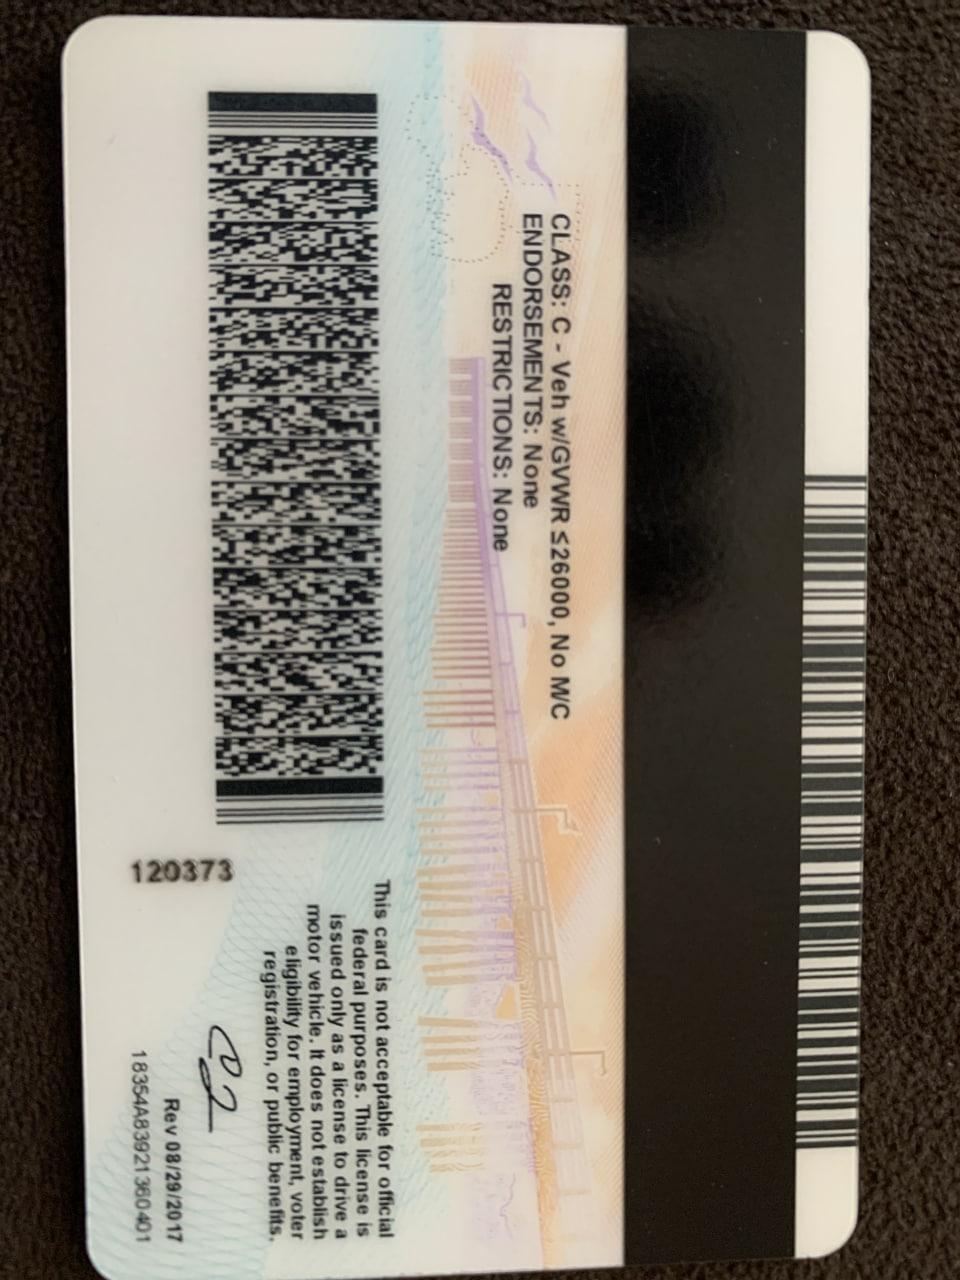 CLASS: C - Veh w/GVWR ≤26000, No M/C
ENDORSEMENTS: None
RESTRICTIONS: None
This card is not acceptable for official
federal purposes. This license is
issued only as a license to drive a
motor vehicle. It does not establish
eligibility for employment, voter
registration, or public benefits.
120373
Rev 08/29/2017
18354A83921360401